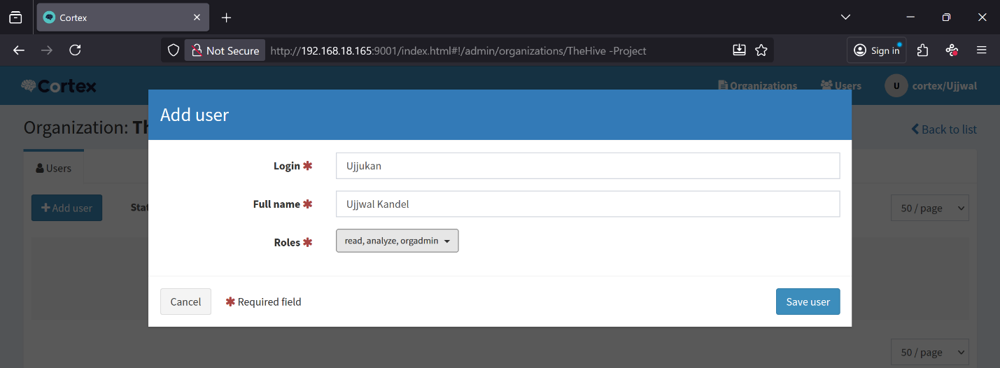 Cortex
Not Secure http://192.168.18.165:9001/index.html#!/admin/organizations/TheHive -Project
Sign in
Cortex
Organizations
Users
U
cortex/Ujjwal
Add user
Organization: Th
Back to list
Users
Login ✱ Ujjukan
Add user
Stat
Full name ✱ Ujjwal Kandel
50 / page
Roles ✱ read, analyze, orgadmin
Cancel
✱ Required field
Save user
50 / page